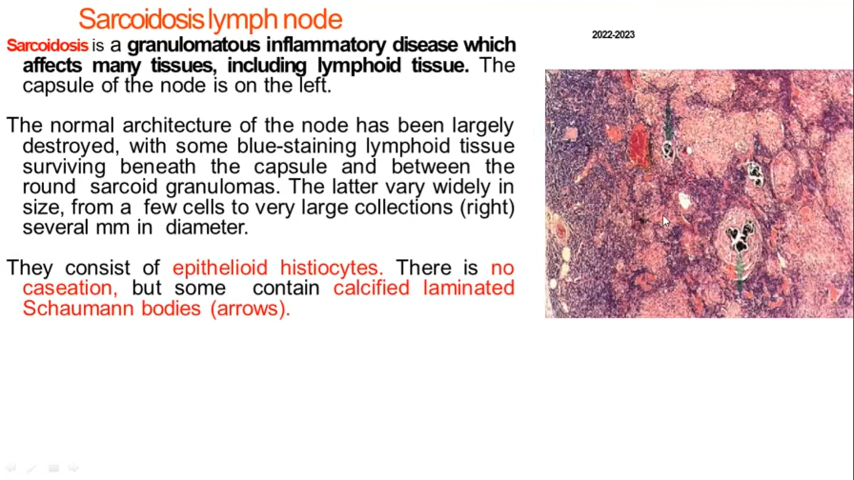 Sarcoidosis lymph node
2022-2023
Sarcoidosis is a granulomatous inflammatory disease which
affects many tissues, including lymphoid tissue. The
capsule of the node is on the left.
The normal architecture of the node has been largely
destroyed, with some blue-staining lymphoid tissue
surviving beneath the capsule and between the
round sarcoid granulomas. The latter vary widely in
size, from a few cells to very large collections (right)
several mm in diameter.
They consist of epithelioid histiocytes. There is no
caseation, but some contain calcified laminated
Schaumann bodies (arrows).